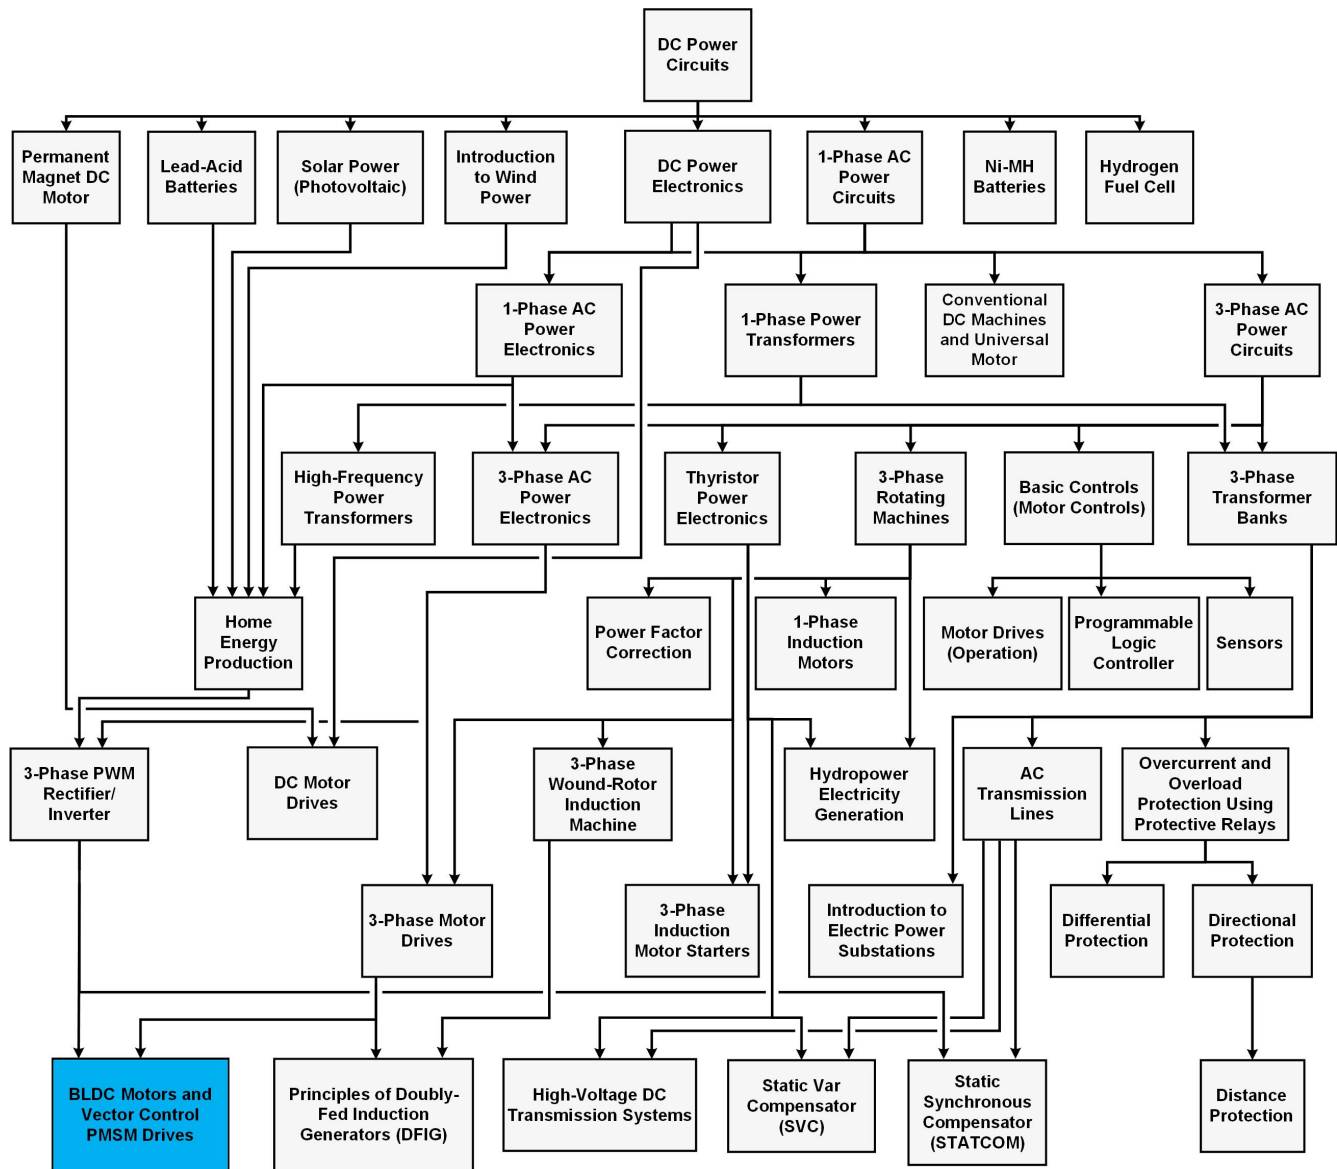 DC Power
Circuits
Permanent
Magnet DC
Motor
Lead-Acid
Batteries
Solar Power
(Photovoltaic)
Introduction
to Wind
Power
DC Power
Electronics
1-Phase AC
Power
Circuits
Ni-MH
Batteries
Hydrogen
Fuel Cell
1-Phase AC
Power
Electronics
1-Phase Power
Transformers
Conventional
DC Machines
and Universal
Motor
3-Phase AC
Power
Circuits
High-Frequency
Power
Transformers
3-Phase AC
Power
Electronics
Thyristor
Power
Electronics
3-Phase
Rotating
Machines
Basic Controls
(Motor Controls)
3-Phase
Transformer
Banks
Home
Energy
Production
Power Factor
Correction
1-Phase
Induction
Motors
Motor Drives
(Operation)
Programmable
Logic
Controller
Sensors
3-Phase PWM
Rectifier/
Inverter
DC Motor
Drives
3-Phase
Wound-Rotor
Induction
Machine
Hydropower
Electricity
Generation
AC
Transmission
Lines
Overcurrent and
Overload
Protection Using
Protective Relays
3-Phase Motor
Drives
3-Phase
Induction
Motor Starters
Introduction to
Electric Power
Substations
Differential
Protection
Directional
Protection
BLDC Motors and
Vector Control
PMSM Drives
Principles of Doubly-
Fed Induction
Generators (DFIG)
High-Voltage DC
Transmission Systems
Static Var
Compensator
(SVC)
Static
Synchronous
Compensator
(STATCOM)
Distance
Protection